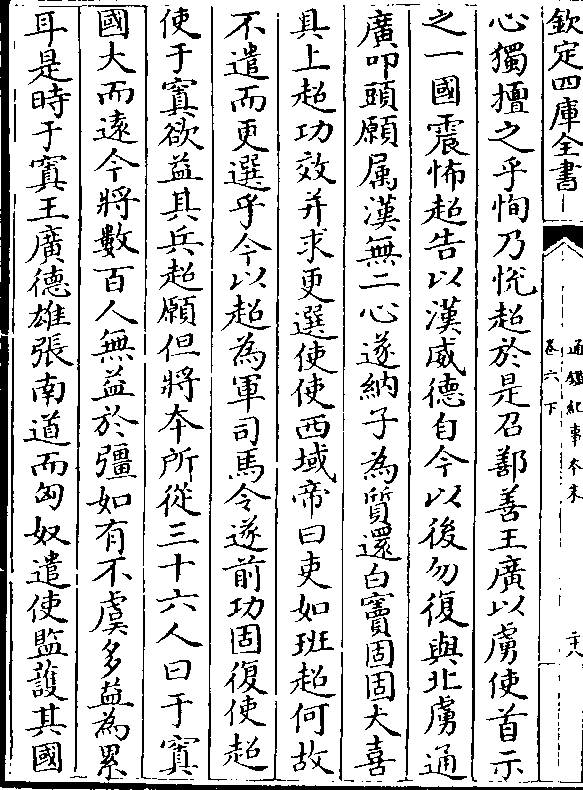 欽定四庫全書
通鑑紀事本末
卷六下
六
心獨擅之乎恂乃恱超於是召鄯善王廣以虜使首示
之一國震怖超告以漢威德自今以後勿復與北虜通
廣叩頭願属漢無二心遂納子為質還白竇固固大喜
具上超功效并求更選使使西域帝曰吏如班超何故
不遣而更選乎今以超為軍司馬令遂前功固復使超
使于窴欲益其兵超願但將本所從三十六人曰于窴
國大而遠今將數百人無益於彊如有不虞多益為累
耳是時于窴王廣德雄張南道而匈奴遣使監䕶其國